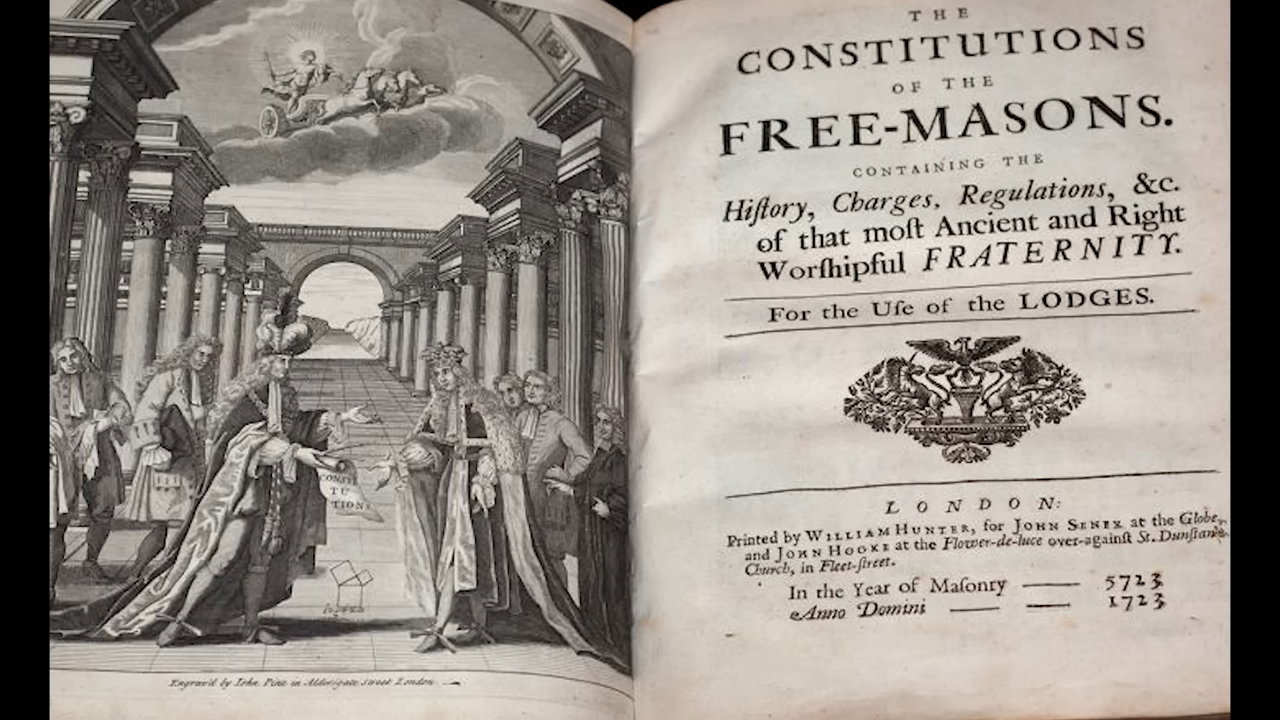 CONSTI
TU
TIONS
Engrav'd by Iohn Pine in Aldersgate Street London.
THE
CONSTITUTIONS
OF THE
FREE-MASONS.
CONTAINING THE
Hiſtory, Charges, Regulations, &c.
of that moſt Ancient and Right
Worſhipful FRATERNITY.
For the Uſe of the LODGES.
LONDON:
Printed by WILLIAM HUNTER, for JOHN SENEX at the Globe,
and JOHN HOOKE at the Flower-de-luce over-againſt St. Dunſtan's
Church, in Fleet-ſtreet.
In the Year of Masonry —— 5723
Anno Domini —— — 1723